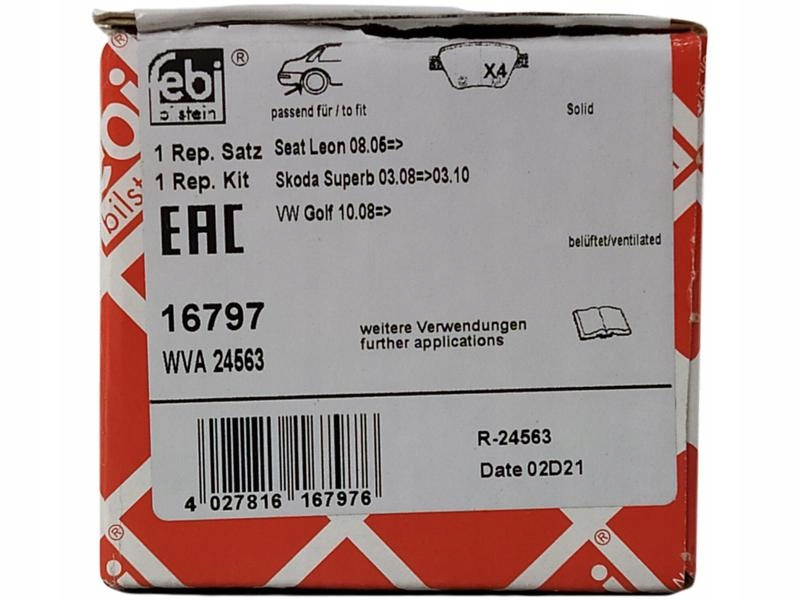 febi ®
bilstein
X4
passend für / to fit
Solid
1 Rep. Satz Seat Leon 08.05=>
1 Rep. Kit Skoda Superb 03.08=>03.10
VW Golf 10.08=>
EAC
belüftet/ventilated
16797
WVA 24563
weitere Verwendungen
further applications
R-24563
Date 02D21
4 027816 167976
bilst
®
®